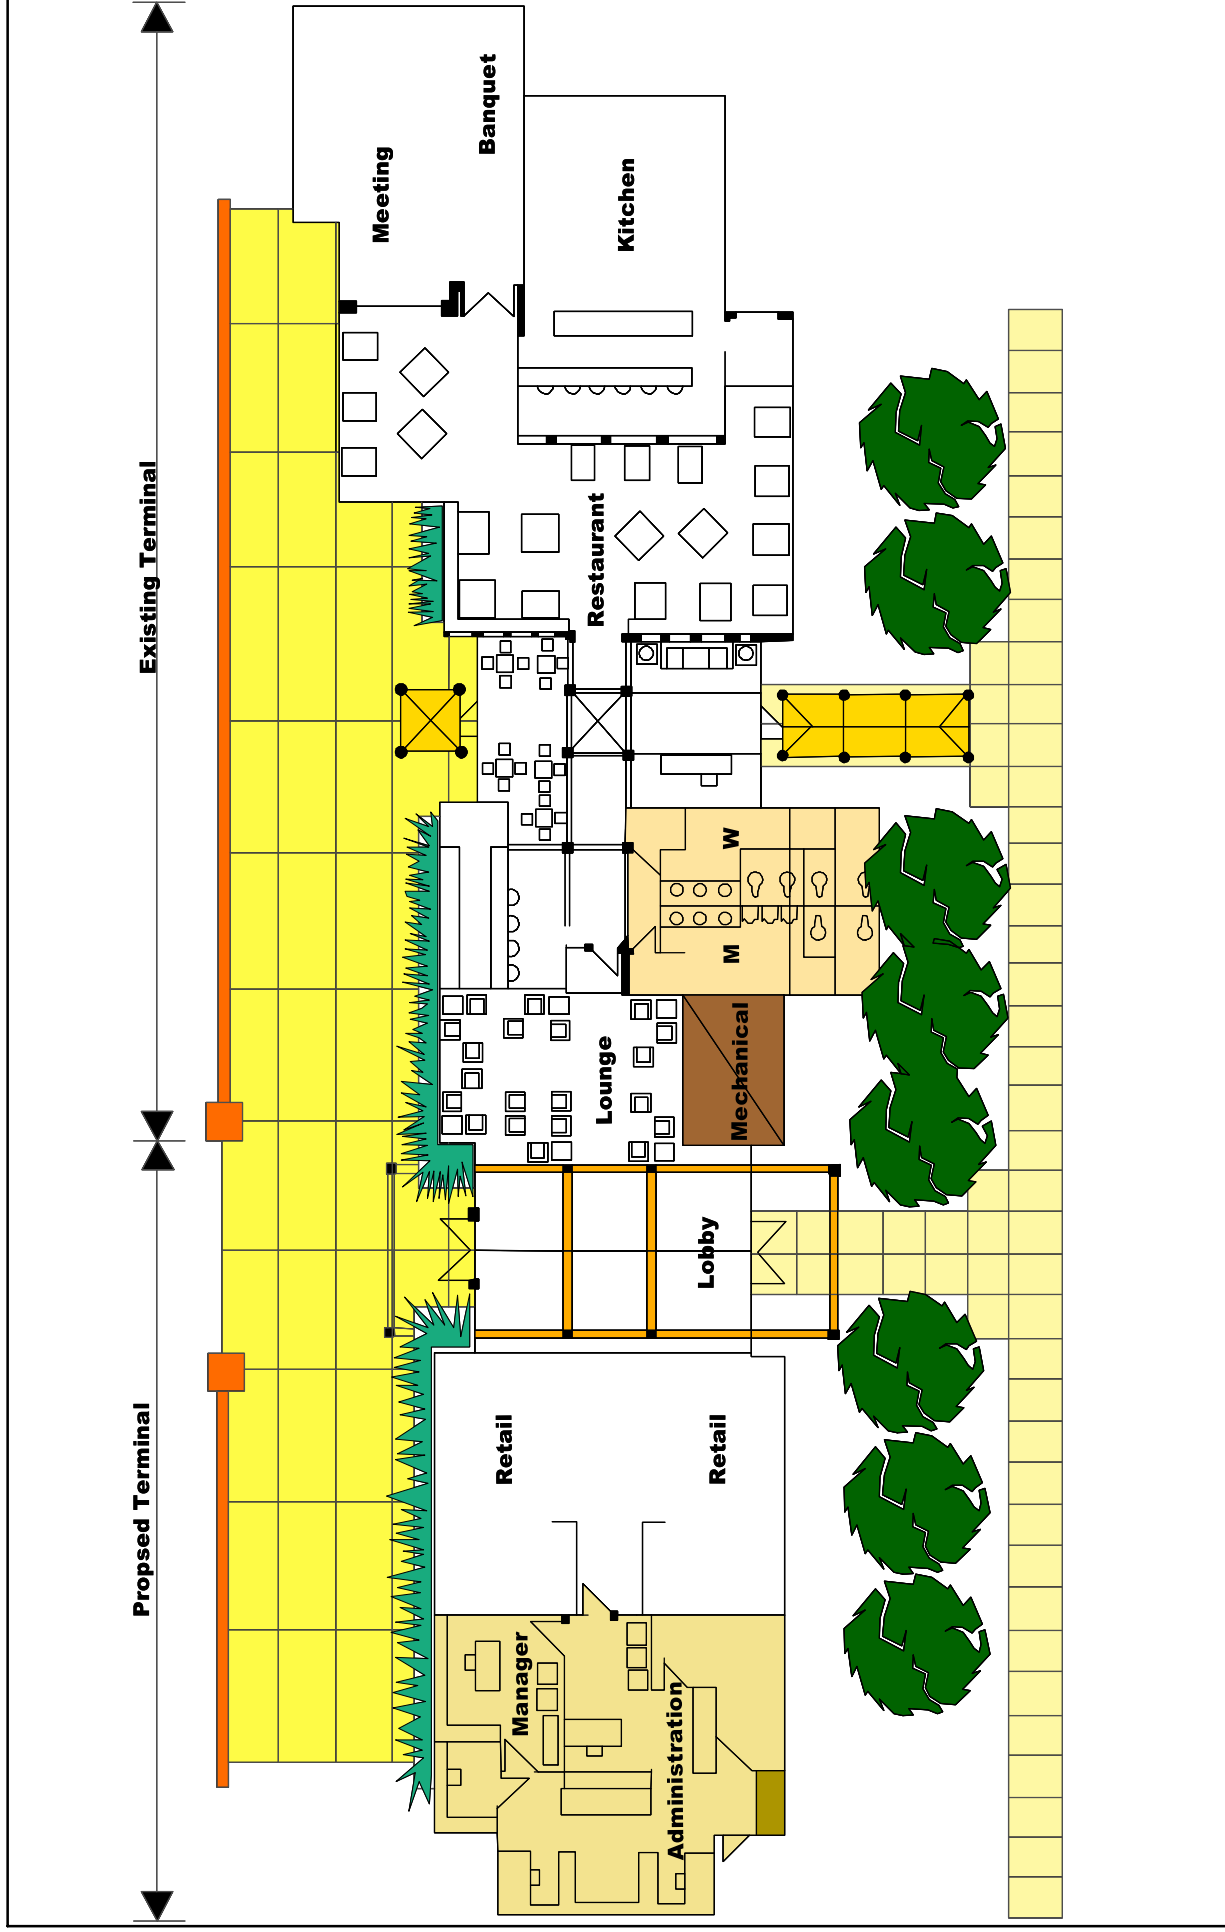 Existing Terminal
Propsed Terminal
Meeting
Banquet
Kitchen
Restaurant
W
M
Mechanical
Lounge
Lobby
Retail
Retail
Manager
Administration